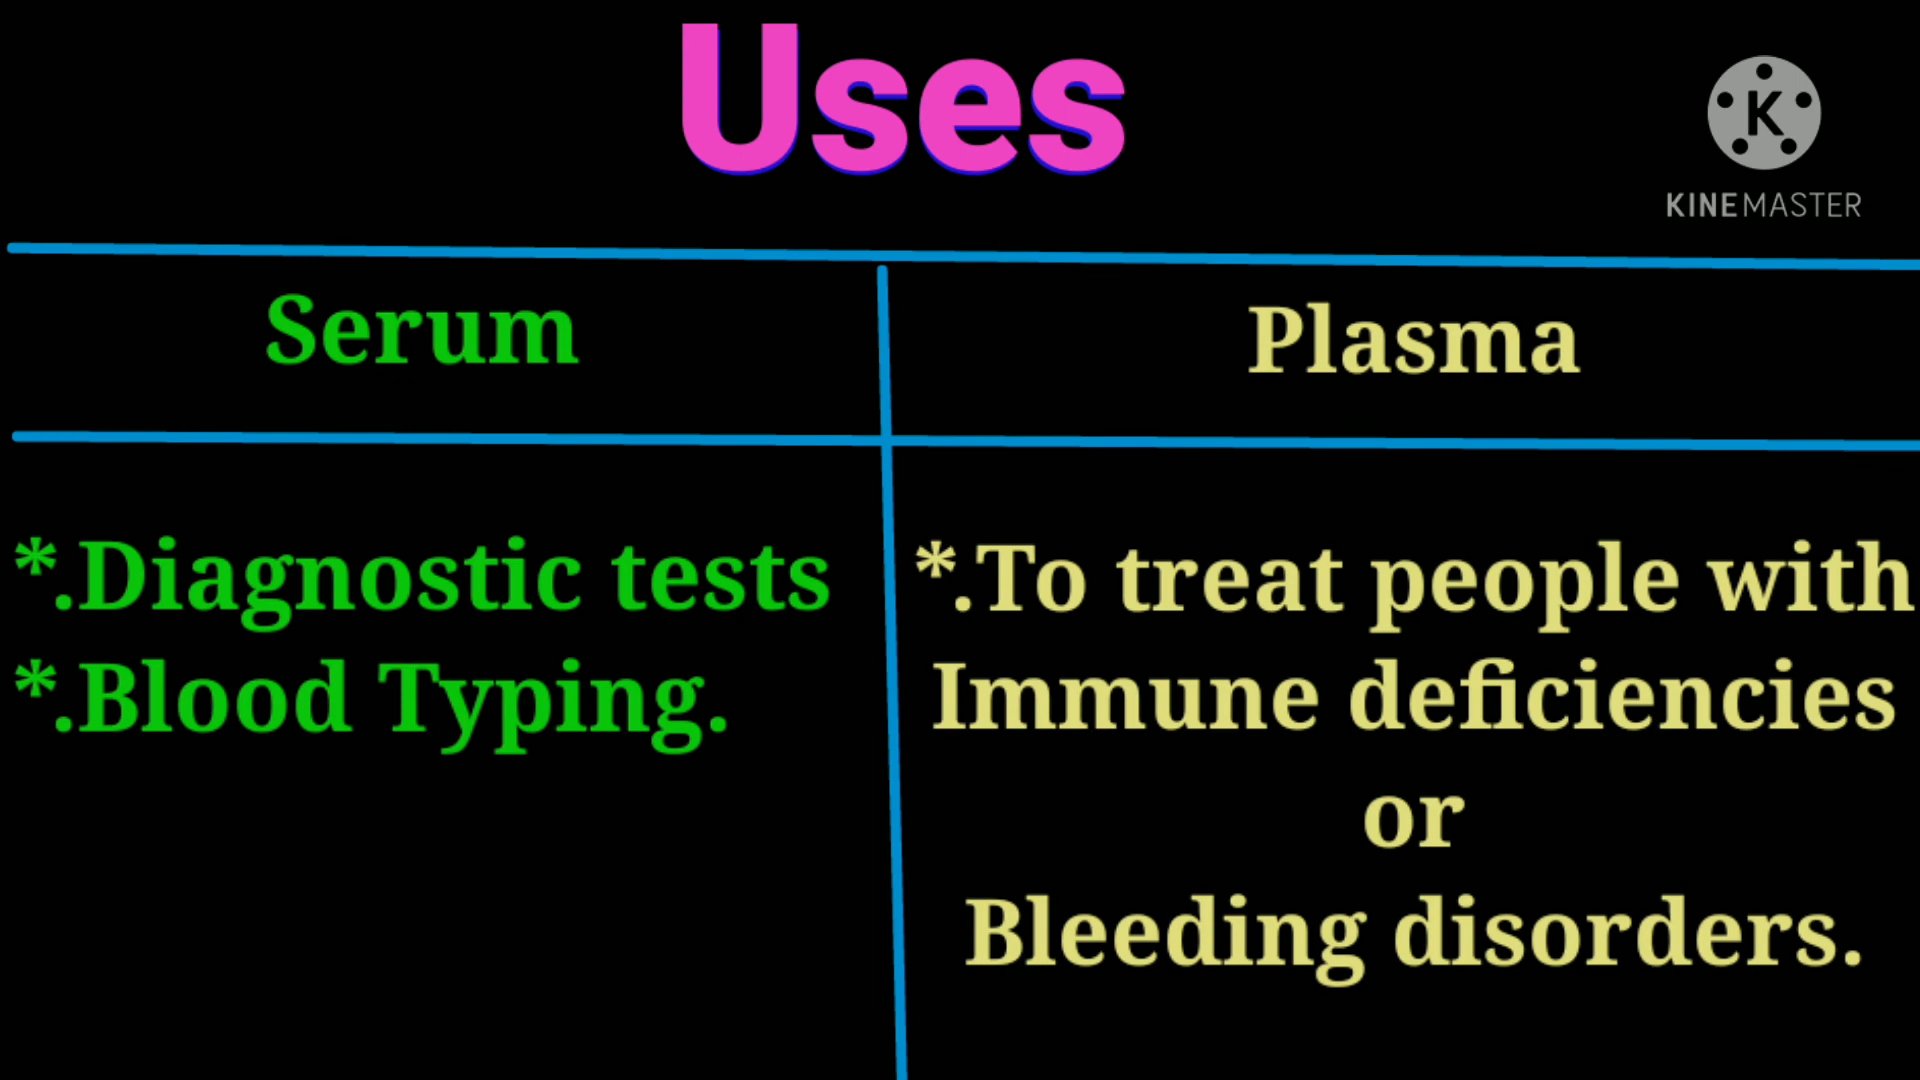 Uses
K
KINEMASTER
Serum
Plasma
*.Diagnostic tests
*.Blood Typing.
*.To treat people with
Immune deficiencies
or
Bleeding disorders.